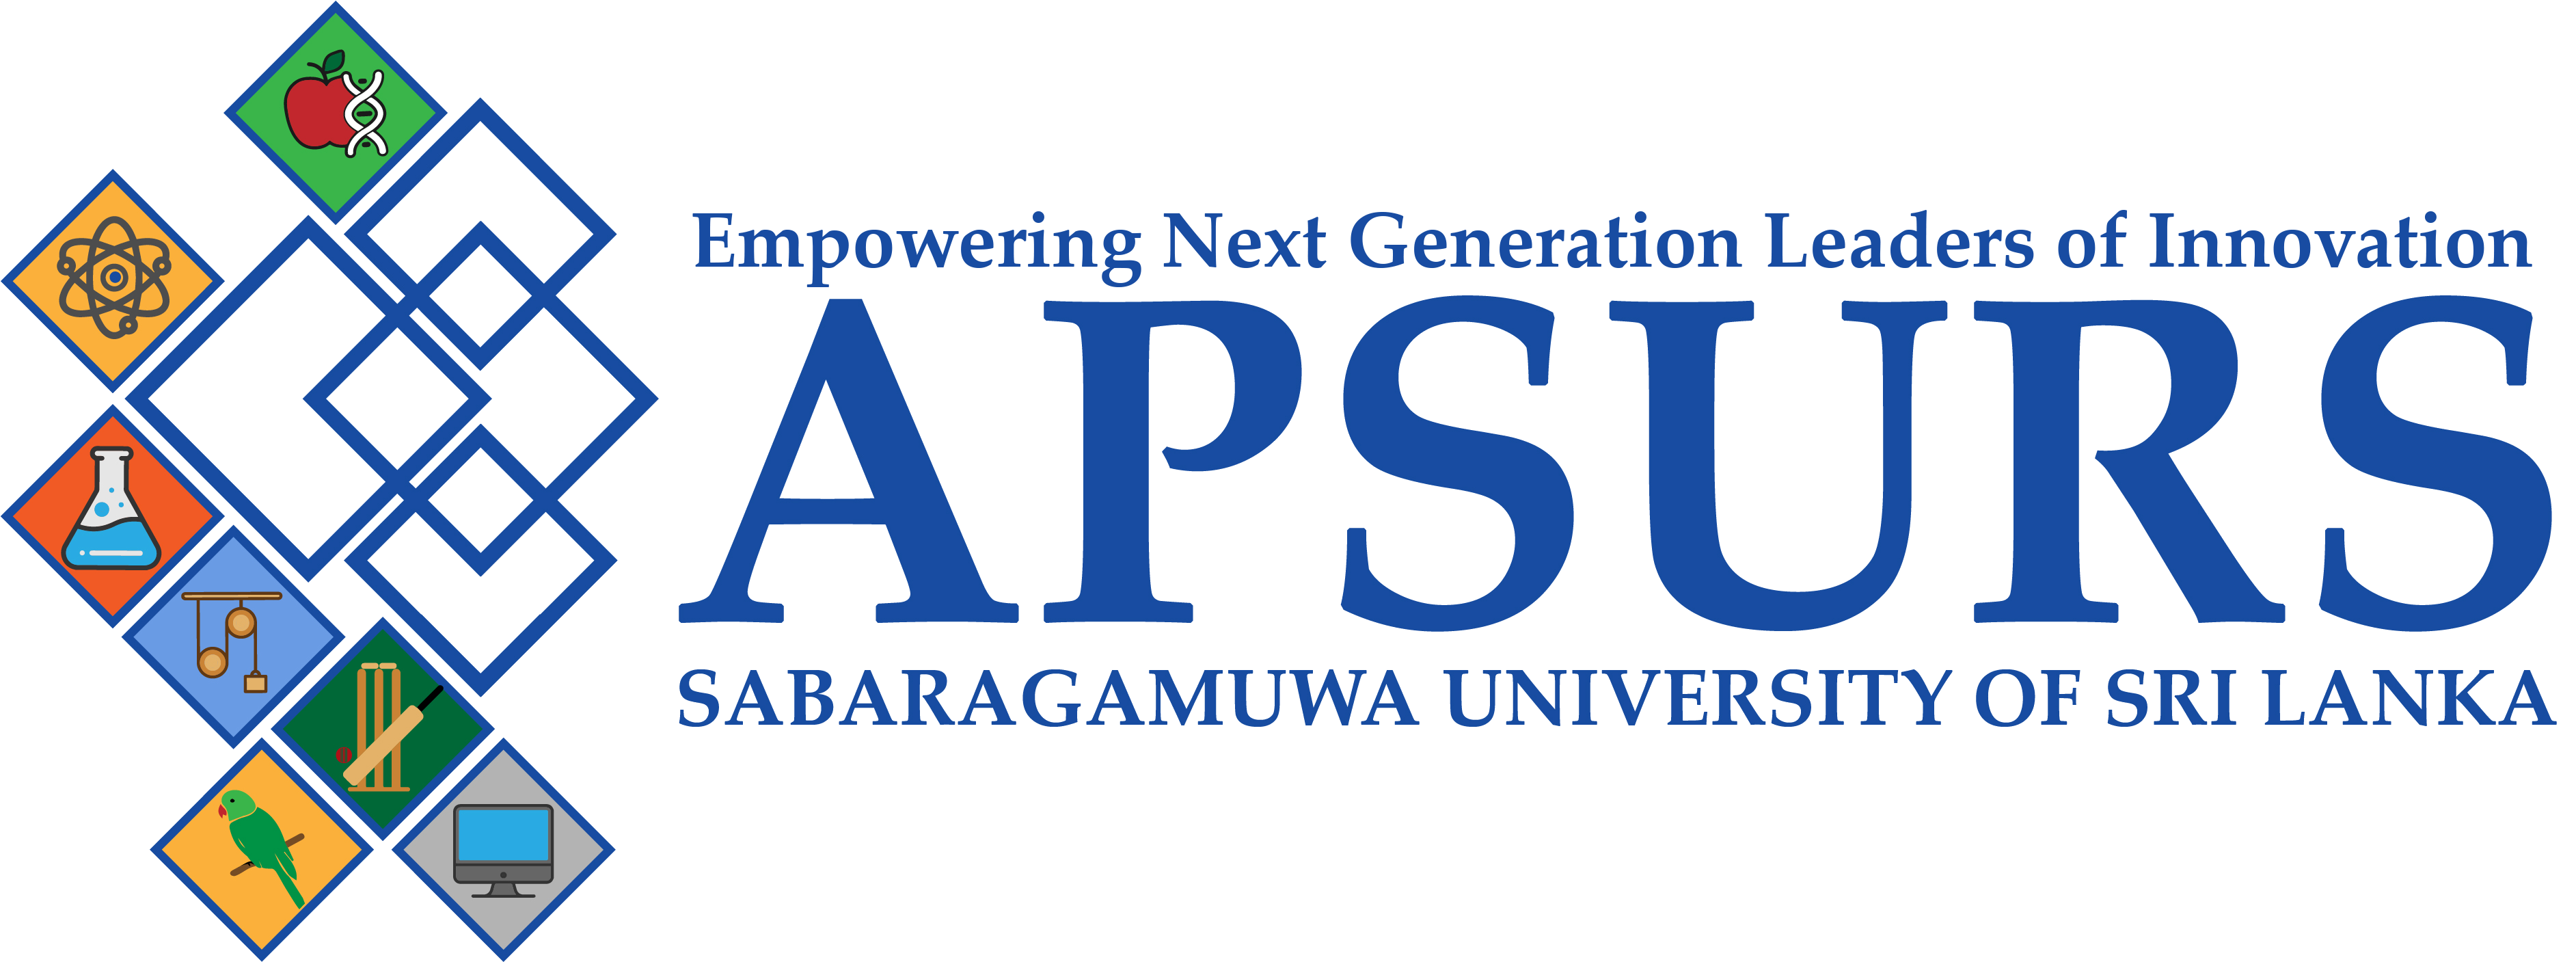 Empowering Next Generation Leaders of Innovation
APSURS
SABARAGAMUWA UNIVERSITY OF SRI LANKA